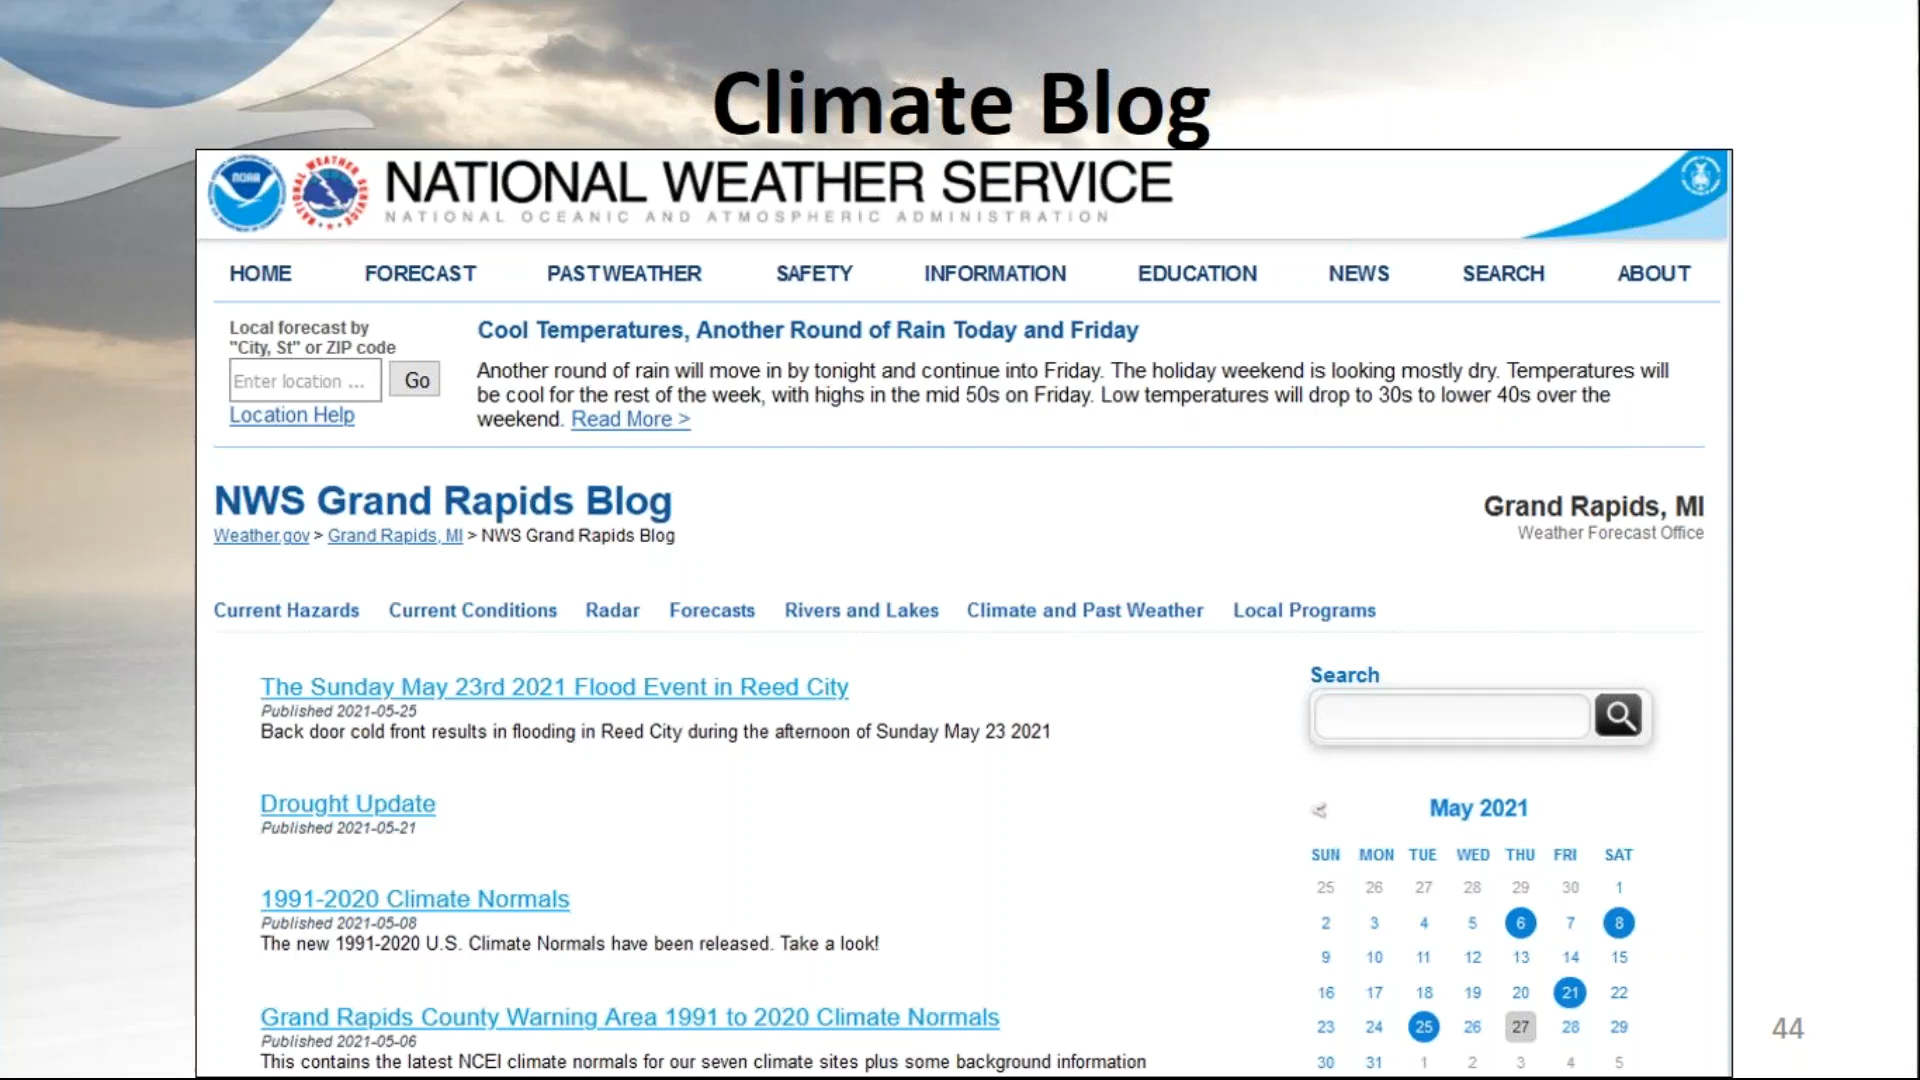 Climate Blog
NOAA
NATIONAL WEATHER SERVICE
NATIONAL WEATHER SERVICE
NATIONAL OCEANIC AND ATMOSPHERIC ADMINISTRATION
HOME FORECAST PAST WEATHER SAFETY INFORMATION EDUCATION NEWS SEARCH ABOUT
Local forecast by
"City, St" or ZIP code
Enter location ...
Go
Location Help
Cool Temperatures, Another Round of Rain Today and Friday
Another round of rain will move in by tonight and continue into Friday. The holiday weekend is looking mostly dry. Temperatures will
be cool for the rest of the week, with highs in the mid 50s on Friday. Low temperatures will drop to 30s to lower 40s over the
weekend. Read More >
NWS Grand Rapids Blog
Weather.gov > Grand Rapids, MI > NWS Grand Rapids Blog
Grand Rapids, MI
Weather Forecast Office
Current Hazards Current Conditions Radar Forecasts Rivers and Lakes Climate and Past Weather Local Programs
The Sunday May 23rd 2021 Flood Event in Reed City
Published 2021-05-25
Back door cold front results in flooding in Reed City during the afternoon of Sunday May 23 2021
Drought Update
Published 2021-05-21
1991-2020 Climate Normals
Published 2021-05-08
The new 1991-2020 U.S. Climate Normals have been released. Take a look!
Grand Rapids County Warning Area 1991 to 2020 Climate Normals
Published 2021-05-06
This contains the latest NCEI climate normals for our seven climate sites plus some background information
Search
< May 2021
SUN MON TUE WED THU FRI SAT
25 26 27 28 29 30 1
2 3 4 5 6 7 8
9 10 11 12 13 14 15
16 17 18 19 20 21 22
23 24 25 26 27 28 29
30 31 1 2 3 4 5
44